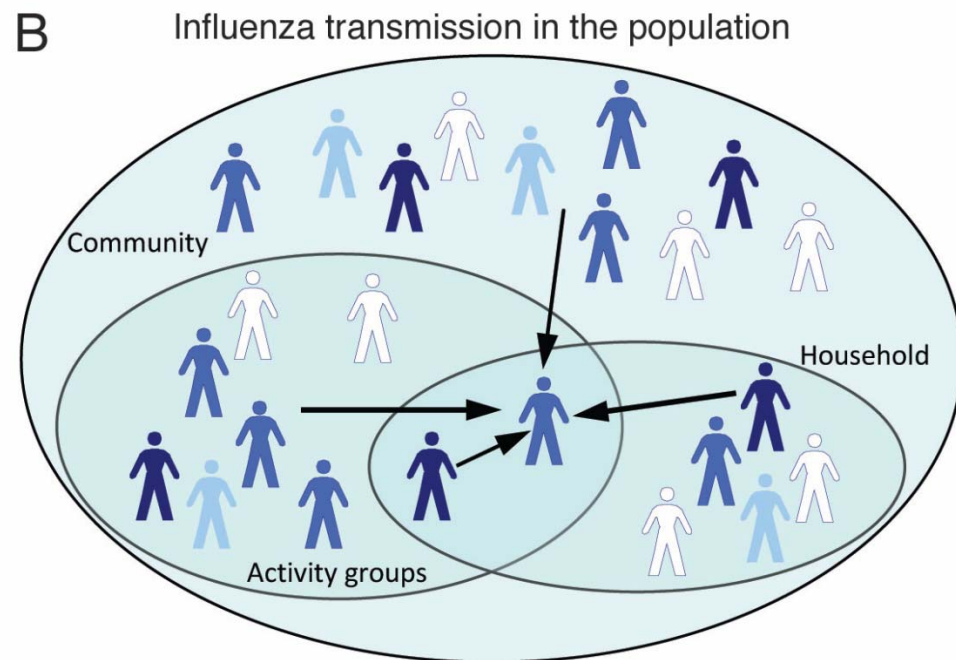 B
Influenza transmission in the population
Community
Household
Activity groups